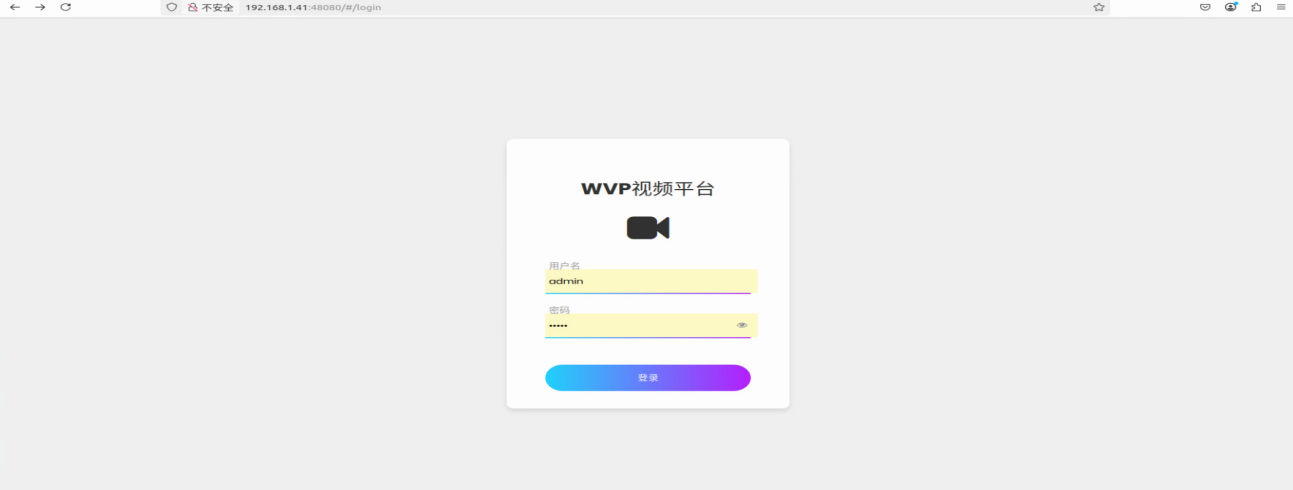 不安全 192.168.1.41:48080/#/login
WVP视频平台
用户名
admin
密码
•••••
登录